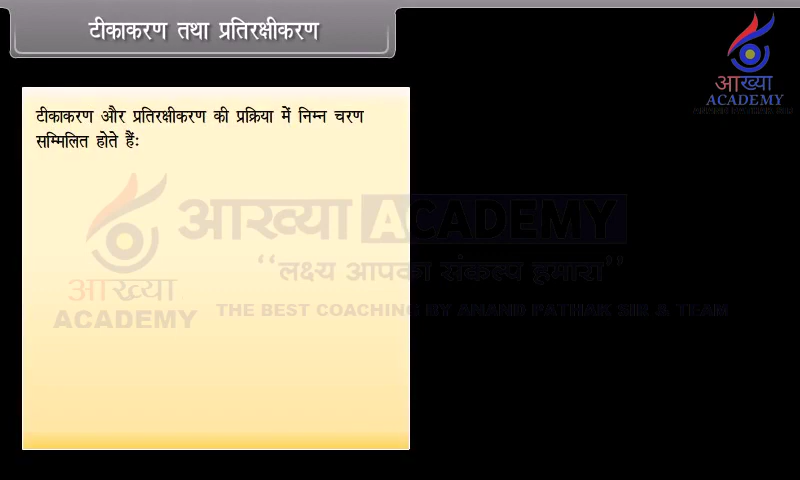 टीकाकरण तथा प्रतिरक्षीकरण
आख्या
ACADEMY
टीकाकरण और प्रतिरक्षीकरण की प्रक्रिया में निम्न चरण
सम्मिलित होते हैं:
आख्या ACADEMY
“लक्ष्य आपका संकल्प हमारा”
आख्या
ACADEMY
THE BEST COACHING BY ANAND PATHAK SIR & TEAM